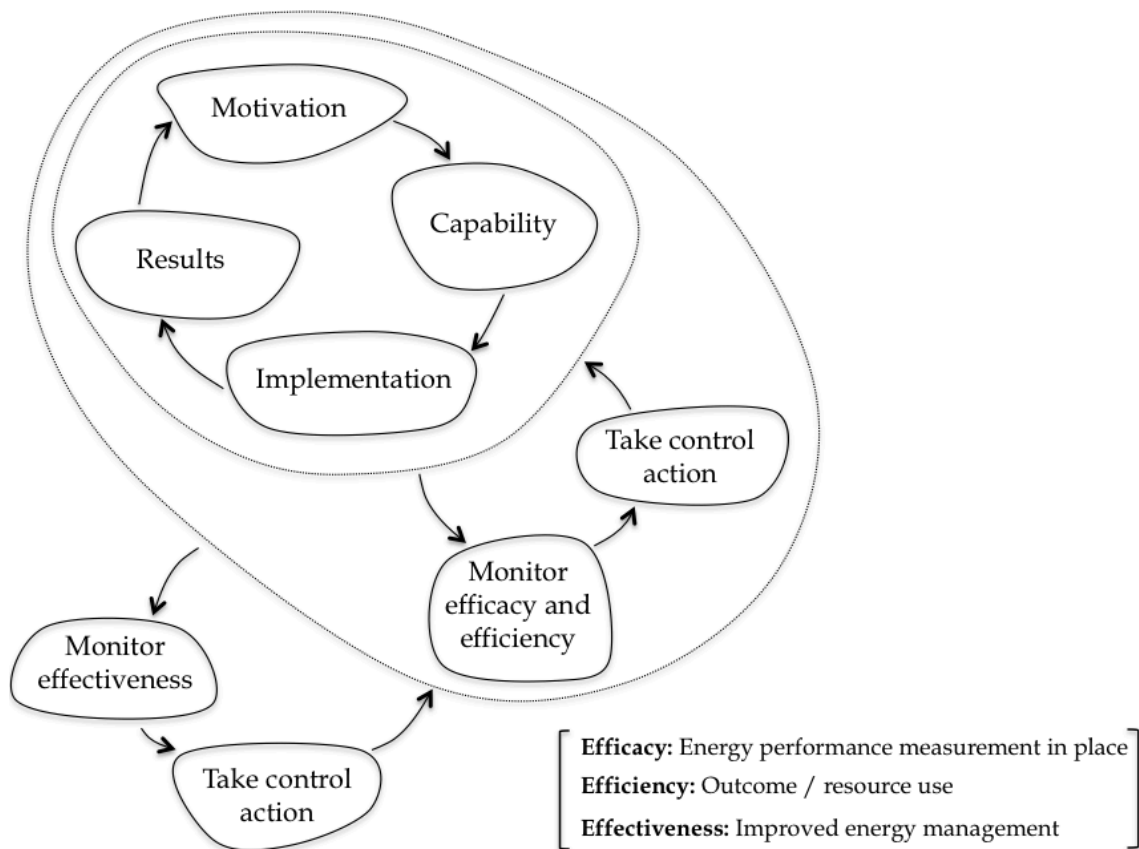 Motivation
Capability
Results
Implementation
Take control
action
Monitor
efficacy and
efficiency
Monitor
effectiveness
Take control
action
Efficacy: Energy performance measurement in place
Efficiency: Outcome / resource use
Effectiveness: Improved energy management